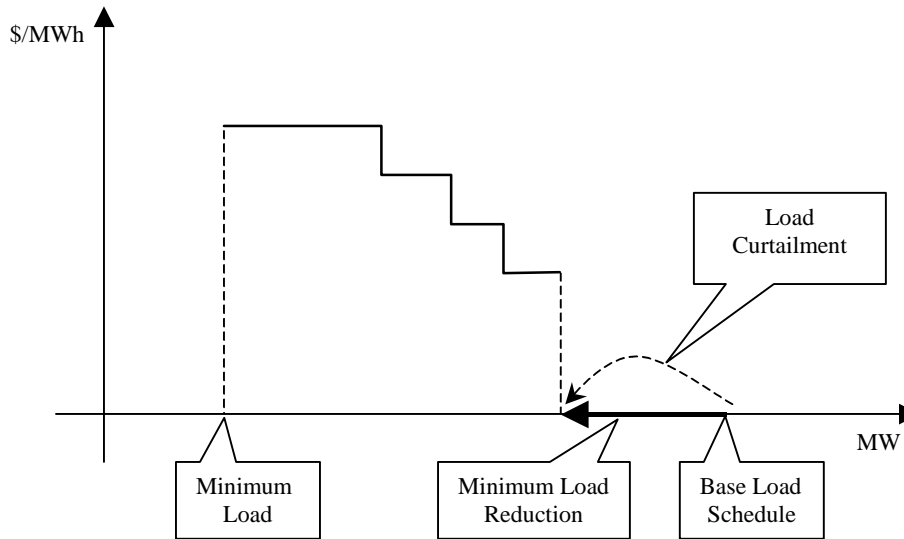 $/MWh
Load
Curtailment
MW
Minimum
Load
Minimum Load
Reduction
Base Load
Schedule